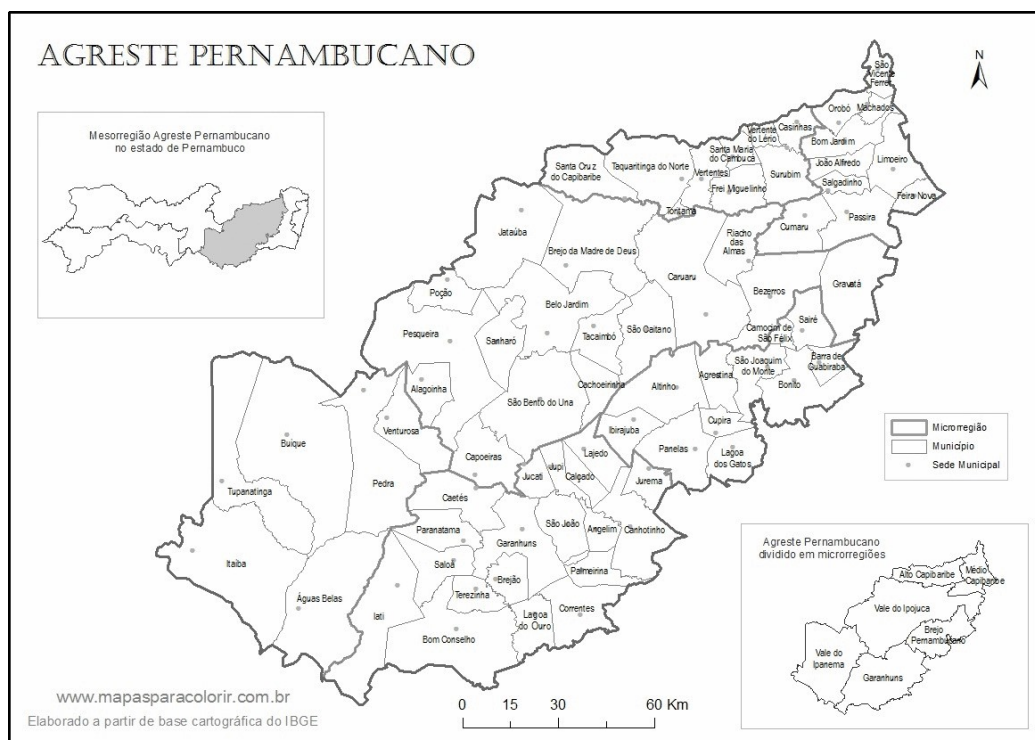 AGRESTE PERNAMBUCANO
N
Mesorregião Agreste Pernambucano
no estado de Pernambuco
São
Vicente
Ferrer
Orobó
Machados
Casinhas
Vertente
do Lério
Bom Jardim
Santa Maria
do Cambucá
João Alfredo
Limoeiro
Santa Cruz
do Capibaribe
Taquaritinga do Norte
Vertentes
Surubim
Salgadinho
Frei Miguelinho
Feira Nova
Toritama
Passira
Cumaru
Jataúba
Riacho
das
Almas
Brejo da Madre de Deus
Caruaru
Gravatá
Poção
Bezerros
Belo Jardim
São Caitano
Sairé
Pesqueira
Sanharó
Tacaimbó
Camocim de
São Félix
São Joaquim
do Monte
Barra de
Guabiraba
Agrestina
Altinho
Bonito
Alagoinha
Cachoeirinha
São Bento do Una
Cupira
Ibirajuba
Venturosa
Buique
Panelas
Lagoa
dos Gatos
Capoeiras
Lajedo
Jupi
Jucati
Calçado
Jurema
Pedra
Tupanatinga
Caetés
São João
Paranatama
Garanhuns
Angelim
Canhotinho
Itaiba
Saloá
Palmeirina
Brejão
Terezinha
Águas Belas
Iati
Lagoa
do Ouro
Correntes
Bom Conselho
Microrregião
Município
Sede Municipal
Agreste Pernambucano
dividido em microrregiões
Alto Capibaribe
Médio
Capibaribe
Vale do Ipojuca
Brejo
Pernambucano
Vale do
Ipanema
Garanhuns
www.mapasparacolorir.com.br
Elaborado a partir de base cartográfica do IBGE
0 15 30 60 Km